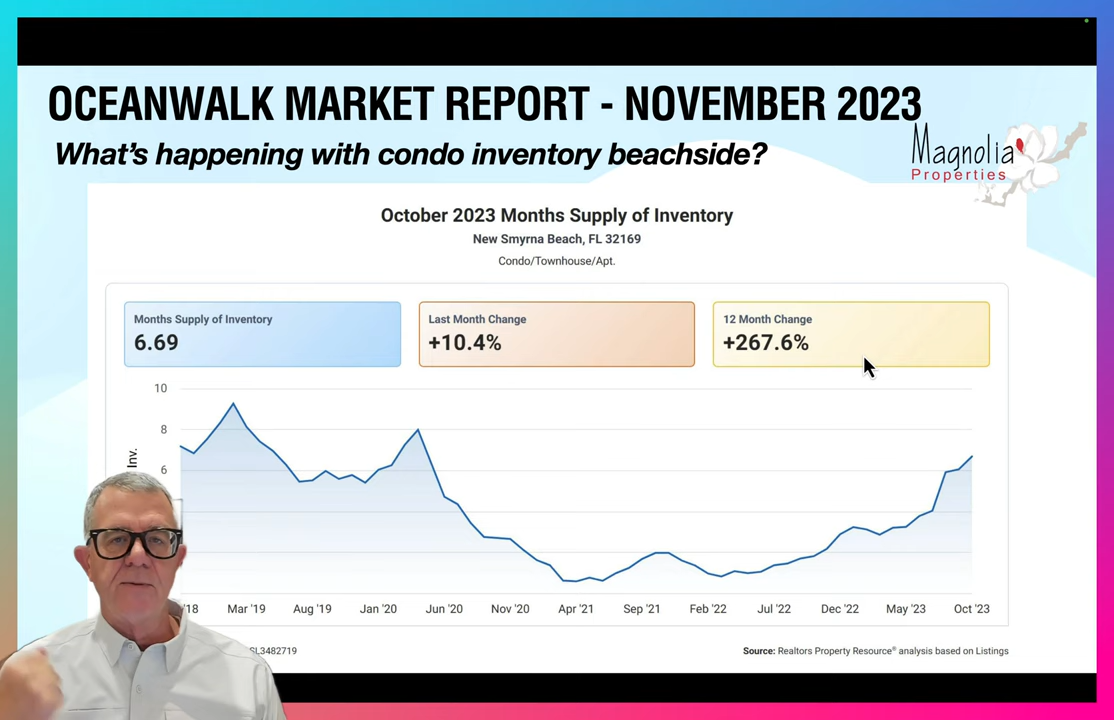 OCEANWALK MARKET REPORT - NOVEMBER 2023
What's happening with condo inventory beachside?
Magnolia
Properties
October 2023 Months Supply of Inventory
New Smyrna Beach, FL 32169
Condo/Townhouse/Apt.
Months Supply of Inventory
6.69
Last Month Change
+10.4%
12 Month Change
+267.6%
10
8
6
Inv.
'18
Mar '19
Aug '19
Jan '20
Jun '20
Nov '20
Apr '21
Sep '21
Feb '22
Jul '22
Dec '22
May '23
Oct '23
SL3482719
Source: Realtors Property Resource® analysis based on Listings